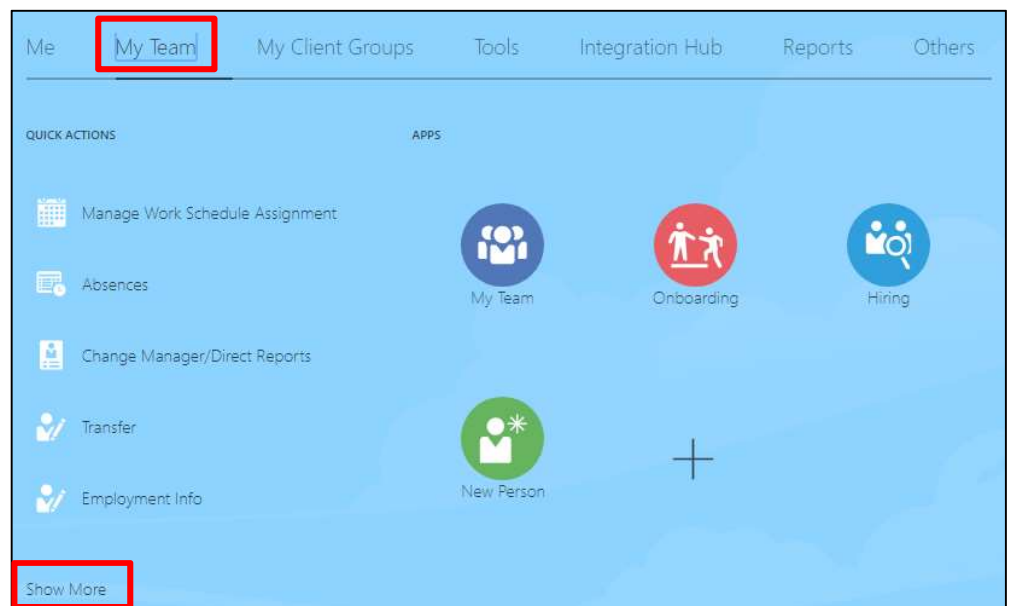 Me My Team My Client Groups Tools Integration Hub Reports Others
QUICK ACTIONS
Manage Work Schedule Assignment
Absences
Change Manager/Direct Reports
Transfer
Employment Info
Show More
APPS
My Team Onboarding Hiring
New Person